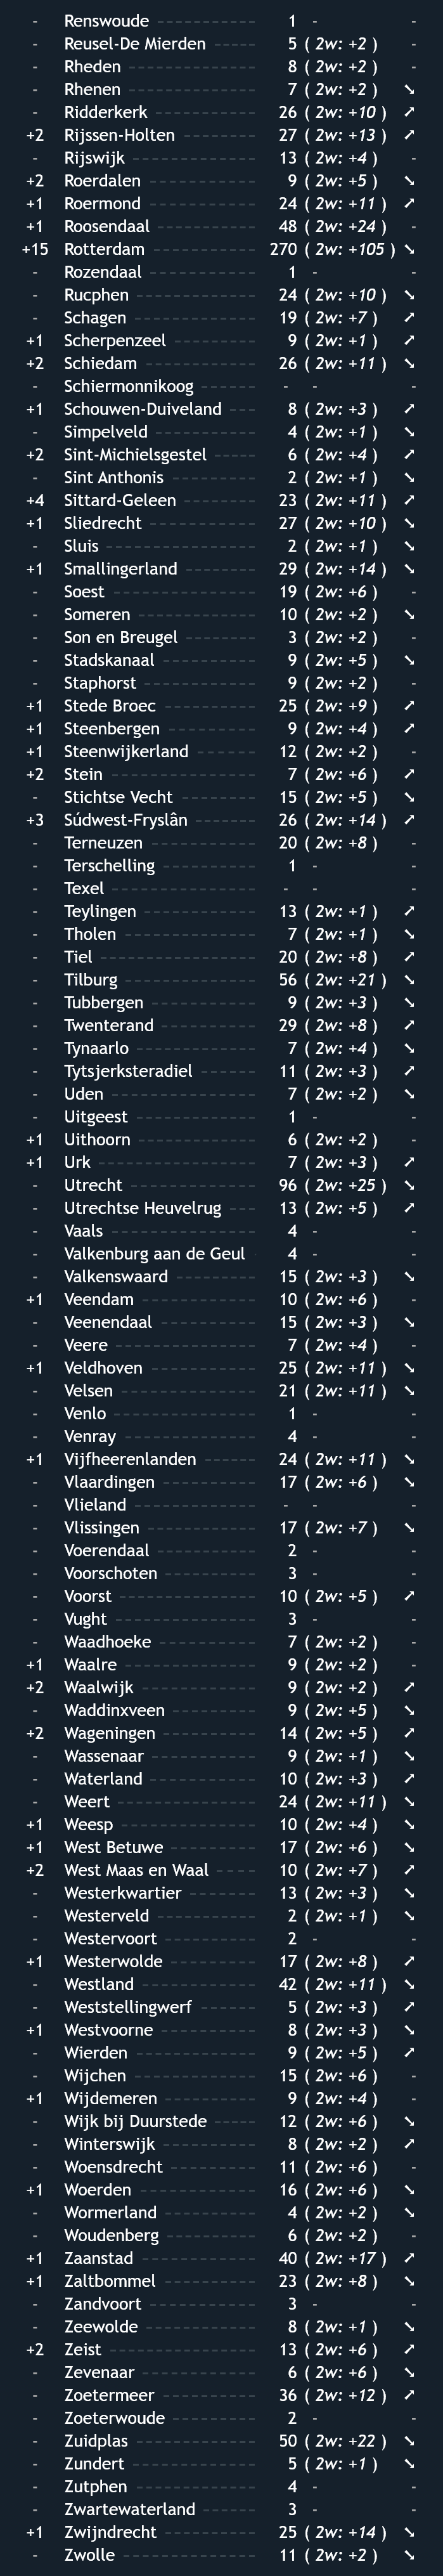 - Renswoude 1 - -
- Reusel-De Mierden 5 ( 2w: +2 ) -
- Rheden 8 ( 2w: +2 ) -
- Rhenen 7 ( 2w: +2 ) ↘
- Ridderkerk 26 ( 2w: +10 ) ↗
+2 Rijssen-Holten 27 ( 2w: +13 ) ↗
- Rijswijk 13 ( 2w: +4 ) -
+2 Roerdalen 9 ( 2w: +5 ) ↘
+1 Roermond 24 ( 2w: +11 ) ↗
+1 Roosendaal 48 ( 2w: +24 ) -
+15 Rotterdam 270 ( 2w: +105 ) ↘
- Rozendaal 1 - -
- Rucphen 24 ( 2w: +10 ) ↘
- Schagen 19 ( 2w: +7 ) ↗
+1 Scherpenzeel 9 ( 2w: +1 ) ↗
+2 Schiedam 26 ( 2w: +11 ) ↘
- Schiermonnikoog - - -
+1 Schouwen-Duiveland 8 ( 2w: +3 ) ↗
- Simpelveld 4 ( 2w: +1 ) ↘
+2 Sint-Michielsgestel 6 ( 2w: +4 ) ↗
- Sint Anthonis 2 ( 2w: +1 ) ↘
+4 Sittard-Geleen 23 ( 2w: +11 ) ↗
+1 Sliedrecht 27 ( 2w: +10 ) ↘
- Sluis 2 ( 2w: +1 ) ↘
+1 Smallingerland 29 ( 2w: +14 ) ↗
- Soest 19 ( 2w: +6 ) -
- Someren 10 ( 2w: +2 ) ↘
- Son en Breugel 3 ( 2w: +2 ) -
- Stadskanaal 9 ( 2w: +5 ) ↘
- Staphorst 9 ( 2w: +2 ) -
+1 Stede Broec 25 ( 2w: +9 ) ↗
+1 Steenbergen 9 ( 2w: +4 ) ↗
+1 Steenwijkerland 12 ( 2w: +2 ) -
+2 Stein 7 ( 2w: +6 ) ↗
- Stichtse Vecht 15 ( 2w: +5 ) ↘
+3 Súdwest-Fryslân 26 ( 2w: +14 ) ↗
- Terneuzen 20 ( 2w: +8 ) -
- Terschelling 1 - -
- Texel - - -
- Teylingen 13 ( 2w: +1 ) ↗
- Tholen 7 ( 2w: +1 ) ↘
- Tiel 20 ( 2w: +8 ) ↗
- Tilburg 56 ( 2w: +21 ) ↘
- Tubbergen 9 ( 2w: +3 ) ↘
- Twenterand 29 ( 2w: +8 ) ↗
- Tynaarlo 7 ( 2w: +4 ) ↘
- Tytsjerksteradiel 11 ( 2w: +3 ) ↗
- Uden 7 ( 2w: +2 ) ↘
- Uitgeest 1 - -
+1 Uithoorn 6 ( 2w: +2 ) -
+1 Urk 7 ( 2w: +3 ) ↗
- Utrecht 96 ( 2w: +25 ) ↘
- Utrechtse Heuvelrug 13 ( 2w: +5 ) ↗
- Vaals 4 - -
- Valkenburg aan de Geul 4 - -
- Valkenswaard 15 ( 2w: +3 ) ↘
+1 Veendam 10 ( 2w: +6 ) -
- Veenendaal 15 ( 2w: +3 ) ↘
- Veere 7 ( 2w: +4 ) -
+1 Veldhoven 25 ( 2w: +11 ) ↘
- Velsen 21 ( 2w: +11 ) ↘
- Venlo 1 - -
- Venray 4 - -
+1 Vijfheerenlanden 24 ( 2w: +11 ) ↘
- Vlaardingen 17 ( 2w: +6 ) ↘
- Vlieland - - -
- Vlissingen 17 ( 2w: +7 ) ↘
- Voerendaal 2 - -
- Voorschoten 3 - -
- Voorst 10 ( 2w: +5 ) ↗
- Vught 3 - -
- Waadhoeke 7 ( 2w: +2 ) -
+1 Waalre 9 ( 2w: +2 ) -
+2 Waalwijk 9 ( 2w: +2 ) ↗
- Waddinxveen 9 ( 2w: +5 ) ↘
+2 Wageningen 14 ( 2w: +5 ) ↗
- Wassenaar 9 ( 2w: +1 ) ↘
- Waterland 10 ( 2w: +3 ) ↗
- Weert 24 ( 2w: +11 ) ↘
+1 Weesp 10 ( 2w: +4 ) ↘
+1 West Betuwe 17 ( 2w: +6 ) ↘
+2 West Maas en Waal 10 ( 2w: +7 ) ↗
- Westerkwartier 13 ( 2w: +3 ) ↘
- Westerveld 2 ( 2w: +1 ) ↘
- Westervoort 2 - -
+1 Westerwolde 17 ( 2w: +8 ) ↗
- Westland 42 ( 2w: +11 ) ↘
- Weststellingwerf 5 ( 2w: +3 ) ↗
+1 Westvoorne 8 ( 2w: +3 ) ↘
- Wierden 9 ( 2w: +5 ) ↗
- Wijchen 15 ( 2w: +6 ) -
+1 Wijdemeren 9 ( 2w: +4 ) -
- Wijk bij Duurstede 12 ( 2w: +6 ) ↘
- Winterswijk 8 ( 2w: +2 ) ↗
- Woensdrecht 11 ( 2w: +6 ) -
+1 Woerden 16 ( 2w: +6 ) ↘
- Wormerland 4 ( 2w: +2 ) ↘
- Woudenberg 6 ( 2w: +2 ) -
+1 Zaanstad 40 ( 2w: +17 ) ↗
+1 Zaltbommel 23 ( 2w: +8 ) ↘
- Zandvoort 3 - -
- Zeewolde 8 ( 2w: +1 ) ↘
+2 Zeist 13 ( 2w: +6 ) ↗
- Zevenaar 6 ( 2w: +6 ) ↘
- Zoetermeer 36 ( 2w: +12 ) ↗
- Zoeterwoude 2 - -
- Zuidplas 50 ( 2w: +22 ) ↘
- Zundert 5 ( 2w: +1 ) ↘
- Zutphen 4 - -
- Zwartewaterland 3 - -
+1 Zwijndrecht 25 ( 2w: +14 ) ↘
- Zwolle 11 ( 2w: +2 ) ↘